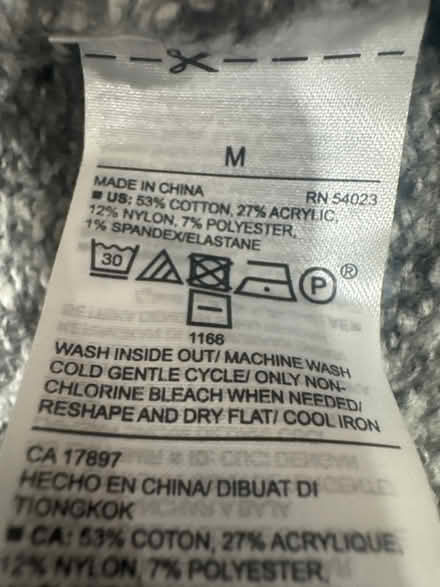 M
MADE IN CHINA RN 54023
■ US: 53% COTTON, 27% ACRYLIC,
12% NYLON, 7% POLYESTER,
1% SPANDEX/ELASTANE
30 P ®
1168
WASH INSIDE OUT/ MACHINE WASH
COLD GENTLE CYCLE/ ONLY NON-
CHLORINE BLEACH WHEN NEEDED/
RESHAPE AND DRY FLAT/ COOL IRON
CA 17897
HECHO EN CHINA/ DIBUAT DI
TIONGKOK
■ CA: 53% COTTON, 27% ACRYLIQUE,
12% NYLON, 7% POLYESTER,